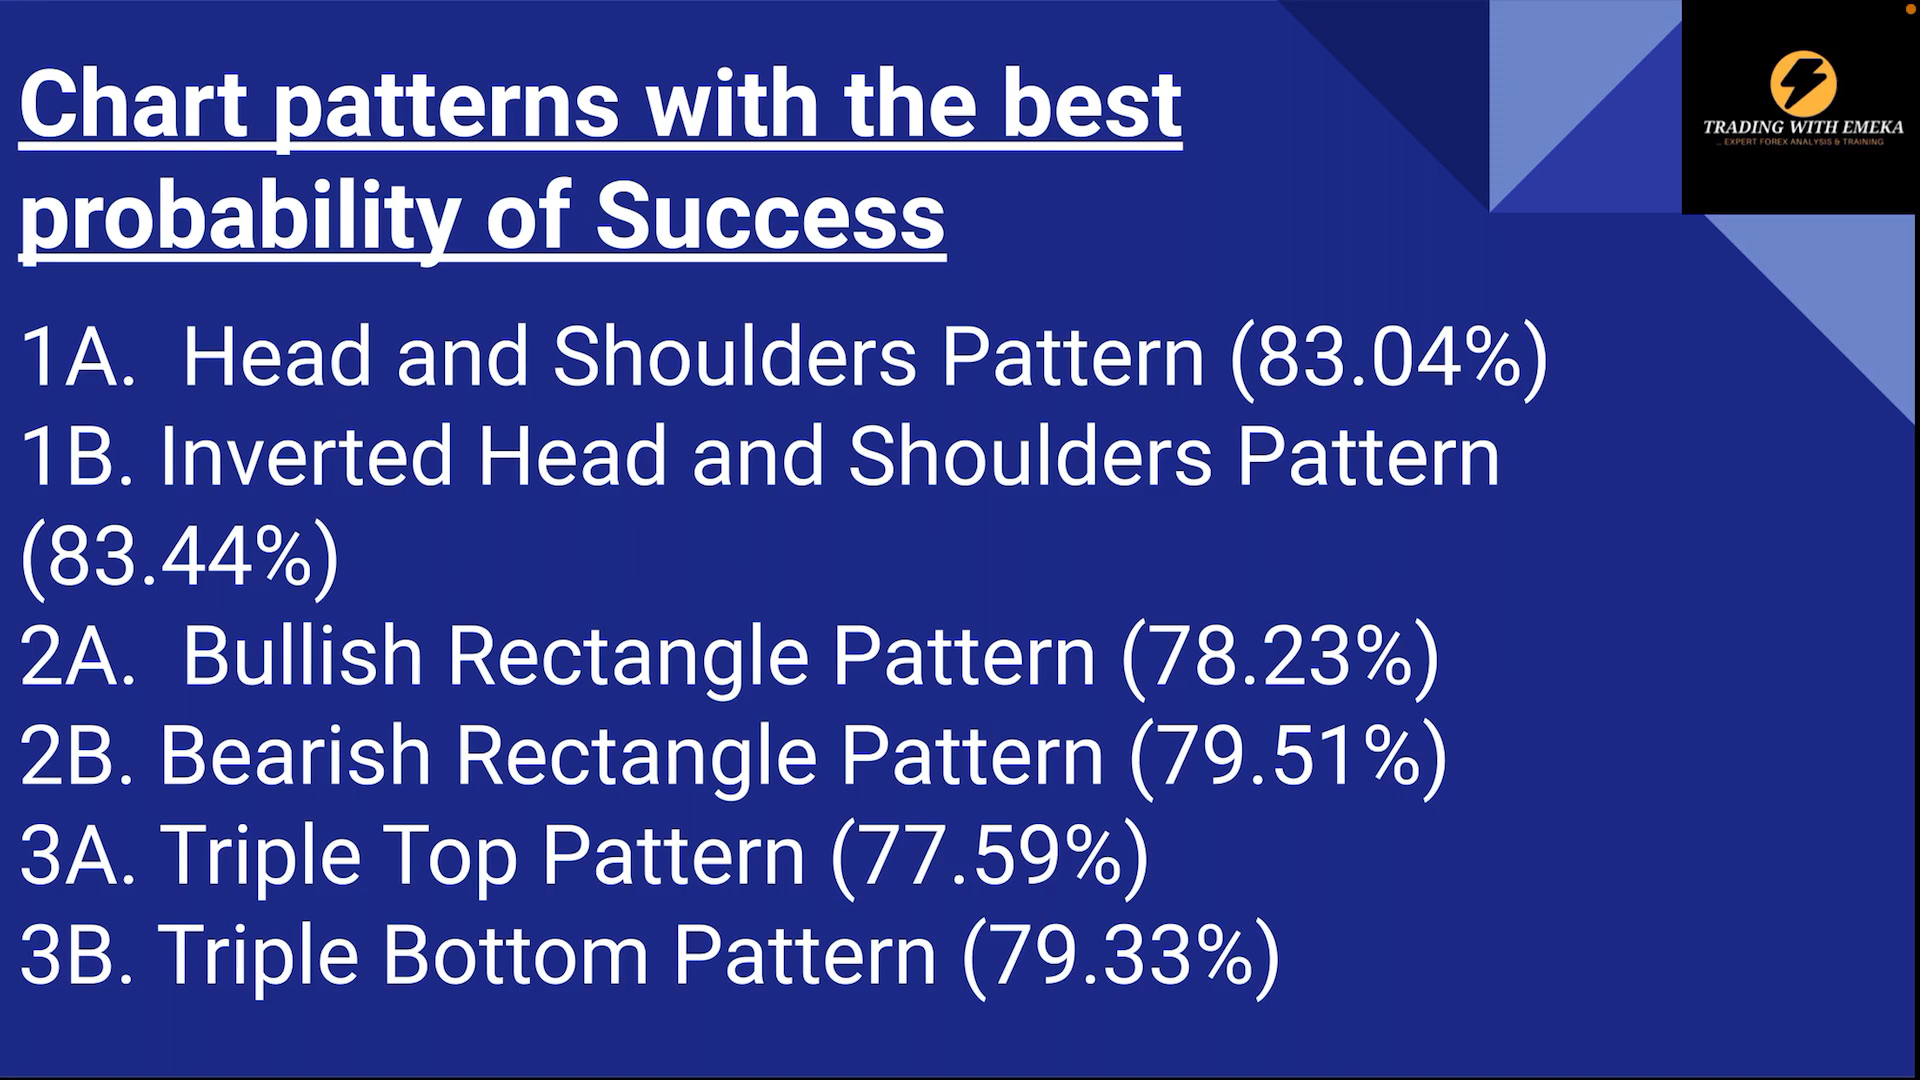 Chart patterns with the best
probability of Success
TRADING WITH EMEKA
... EXPERT FOREX ANALYSIS & TRAINING
1A. Head and Shoulders Pattern (83.04%)
1B. Inverted Head and Shoulders Pattern
(83.44%)
2A. Bullish Rectangle Pattern (78.23%)
2B. Bearish Rectangle Pattern (79.51%)
3A. Triple Top Pattern (77.59%)
3B. Triple Bottom Pattern (79.33%)